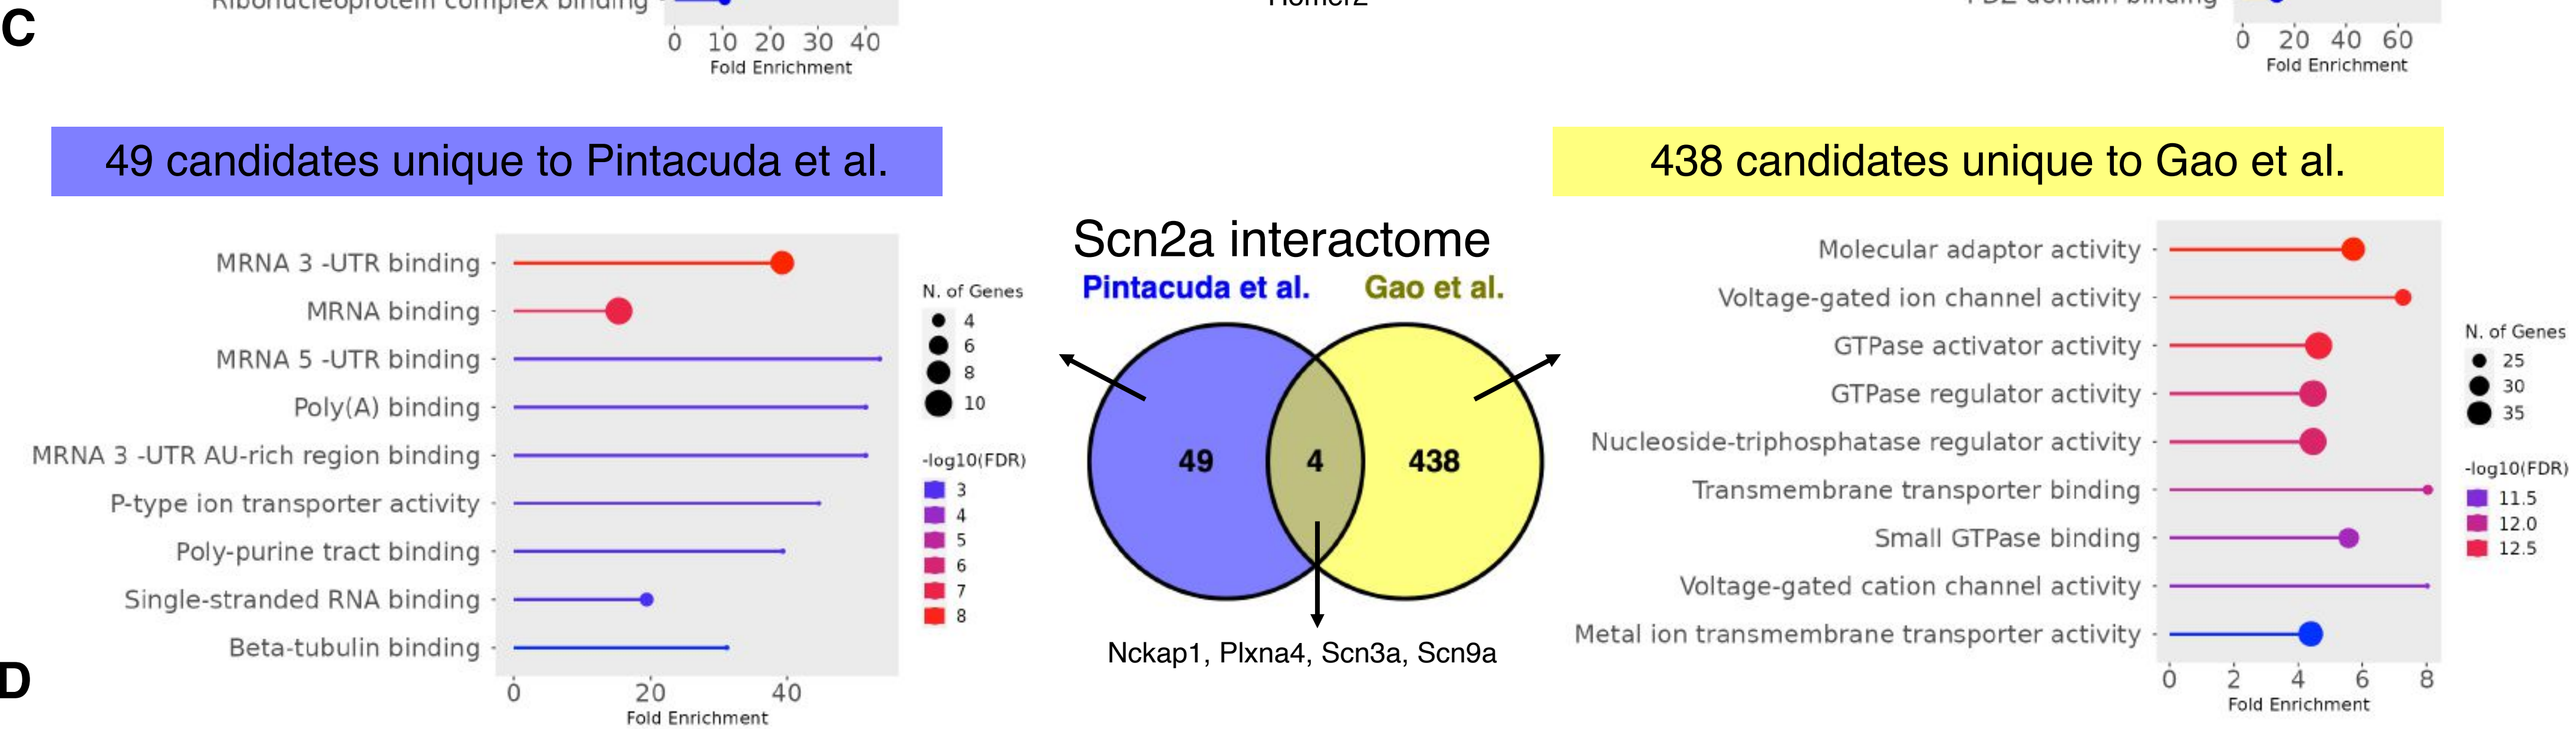 C
Ribonucleoprotein complex binding
0 10 20 30 40
Fold Enrichment
Homer2
PDZ domain binding
0 20 40 60
Fold Enrichment
49 candidates unique to Pintacuda et al.
438 candidates unique to Gao et al.
MRNA 3 -UTR binding
MRNA binding
MRNA 5 -UTR binding
Poly(A) binding
MRNA 3 -UTR AU-rich region binding
P-type ion transporter activity
Poly-purine tract binding
Single-stranded RNA binding
Beta-tubulin binding
0 20 40
Fold Enrichment
N. of Genes
4
6
8
10
-log10(FDR)
3
4
5
6
7
8
Scn2a interactome
Pintacuda et al. Gao et al.
49 4 438
Nckap1, Plxna4, Scn3a, Scn9a
Molecular adaptor activity
Voltage-gated ion channel activity
GTPase activator activity
GTPase regulator activity
Nucleoside-triphosphatase regulator activity
Transmembrane transporter binding
Small GTPase binding
Voltage-gated cation channel activity
Metal ion transmembrane transporter activity
0 2 4 6 8
Fold Enrichment
N. of Genes
25
30
35
-log10(FDR)
11.5
12.0
12.5
D